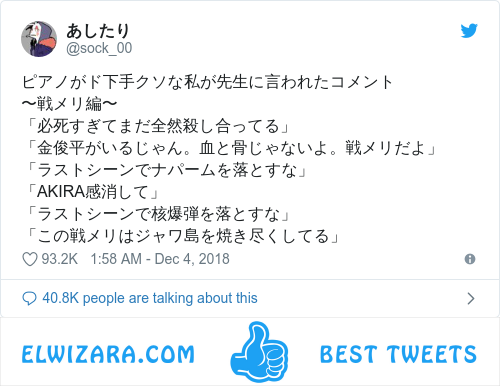 あしたり
@sock_00
ピアノがド下手クソな私が先生に言われたコメント
〜戦メリ編〜
「必死すぎてまだ全然殺し合ってる」
「金俊平がいるじゃん。血と骨じゃないよ。戦メリだよ」
「ラストシーンでナパームを落とすな」
「AKIRA感消して」
「ラストシーンで核爆弾を落とすな」
「この戦メリはジャワ島を焼き尽くしてる」
93.2K 1:58 AM - Dec 4, 2018
40.8K people are talking about this
ELWIZARA.COM BEST TWEETS